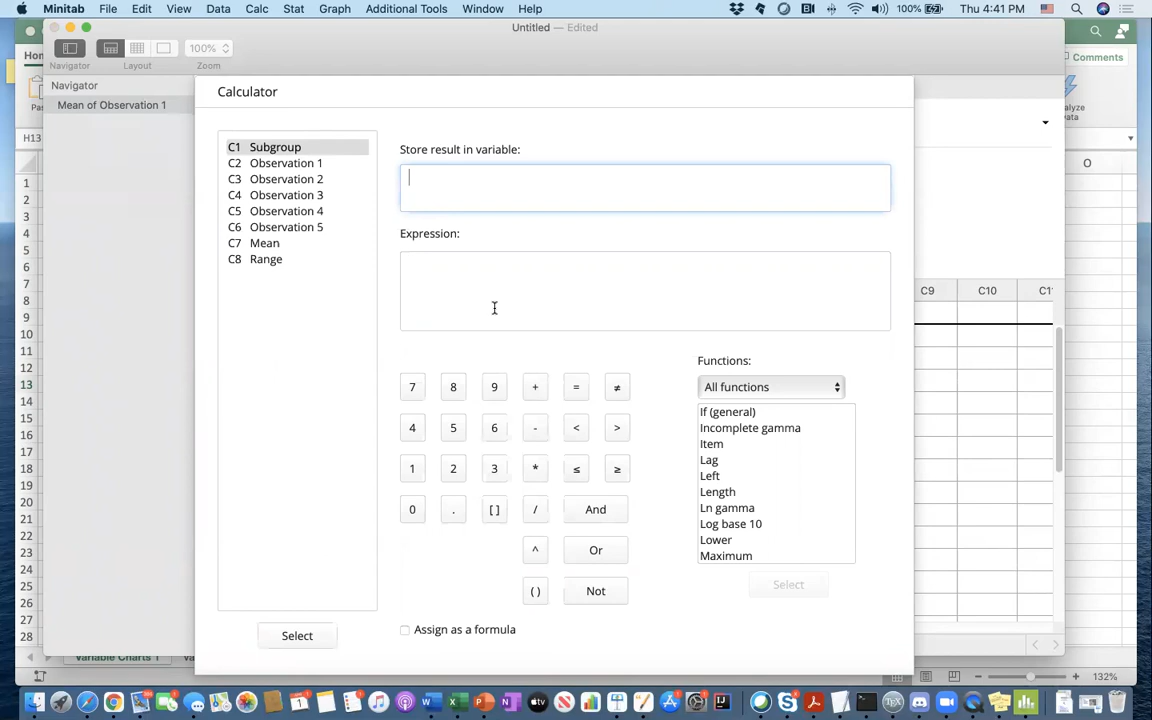 Minitab File Edit View Data Calc Stat Graph Additional Tools Window Help 100% Thu 4:41 PM
Untitled — Edited
100%
Navigator Layout Zoom
Comments
Navigator
Mean of Observation 1
H13
Calculator
C1 Subgroup
C2 Observation 1
C3 Observation 2
C4 Observation 3
C5 Observation 4
C6 Observation 5
C7 Mean
C8 Range
Select
Store result in variable:
Expression:
7 8 9 + = ≠
4 5 6 - < >
1 2 3 * ≤ ≥
0 . [ ] / And
^ Or
( ) Not
Assign as a formula
Functions:
All functions
If (general)
Incomplete gamma
Item
Lag
Left
Length
Ln gamma
Log base 10
Lower
Maximum
Select
O
C9 C10 C1
1
2
3
4
5
6
7
8
9
10
11
12
13
14
15
16
17
18
19
20
21
22
23
24
25
26
27
28
Variable Charts 1
132%